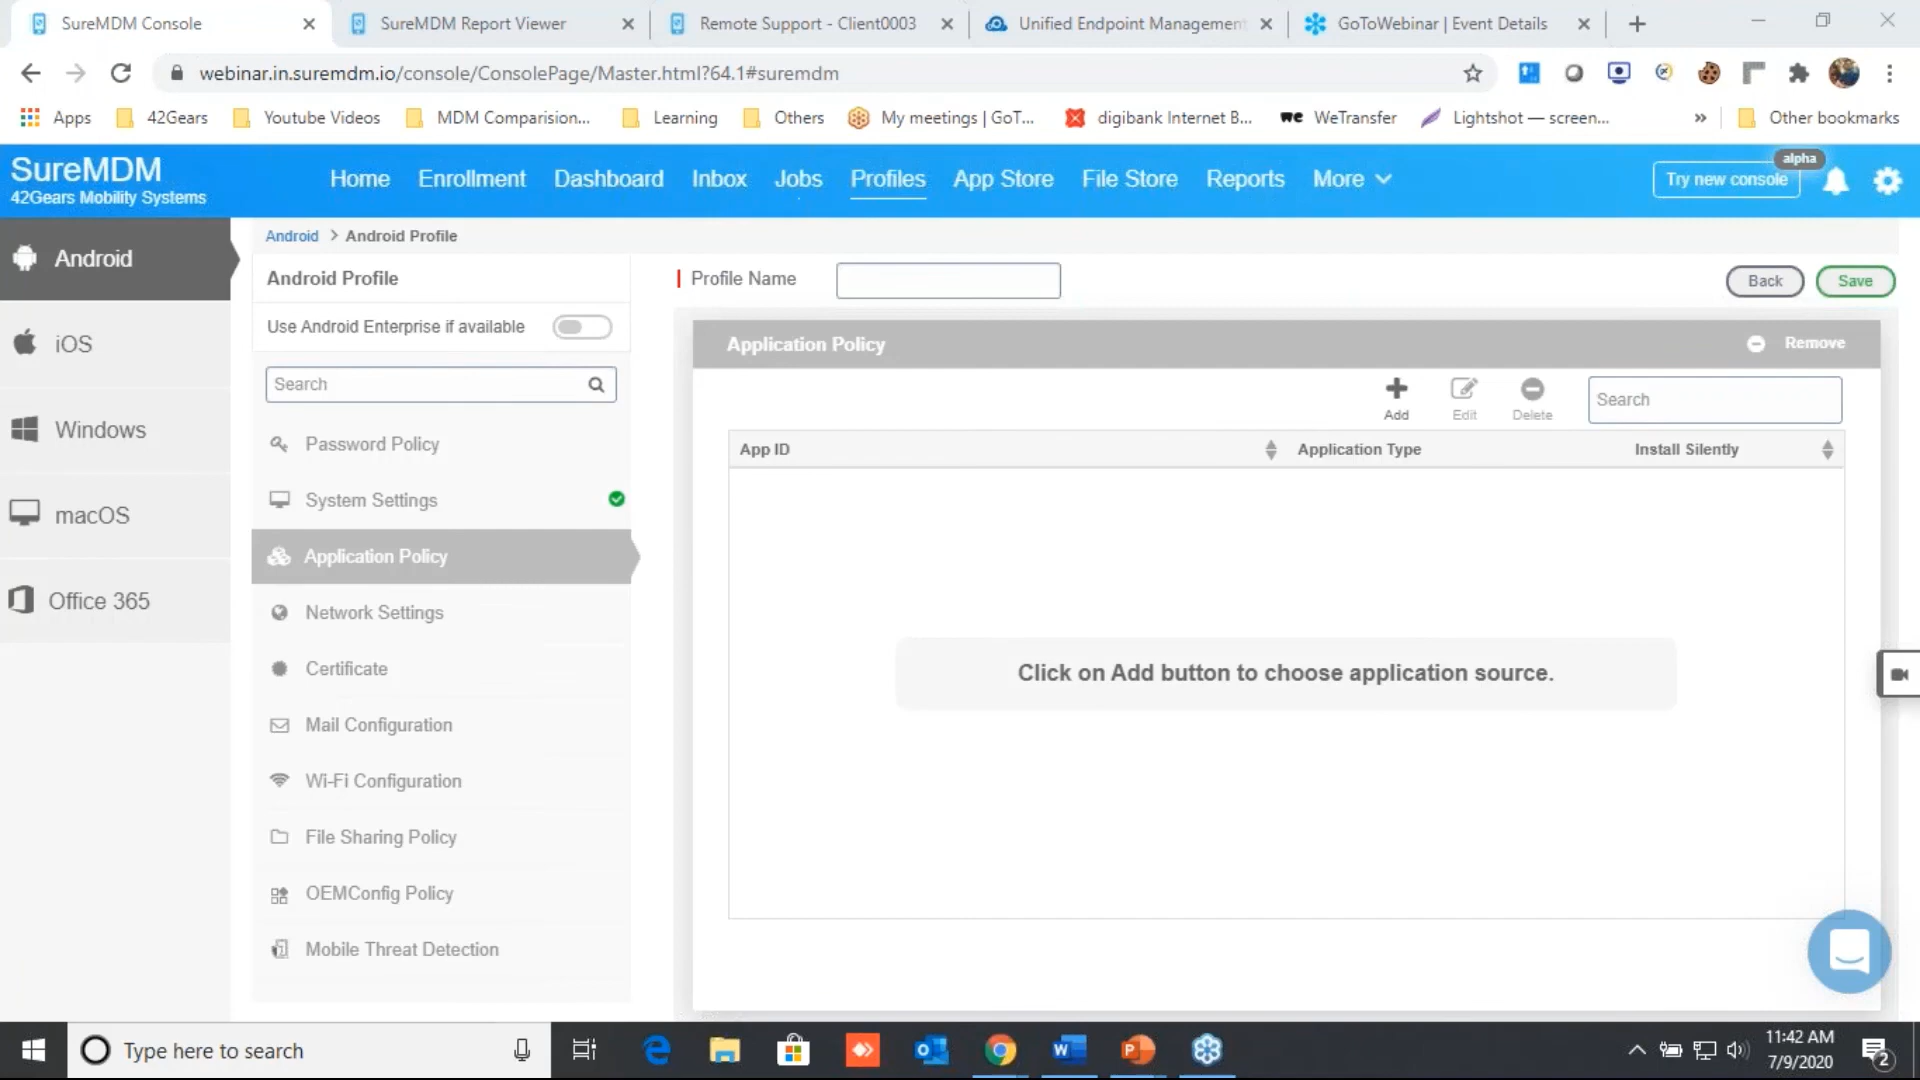 SureMDM Console
SureMDM Report Viewer
Remote Support - Client0003
Unified Endpoint Management
GoToWebinar | Event Details
webinar.in.suremdm.io/console/ConsolePage/Master.html?64.1#suremdm
Apps
42Gears
Youtube Videos
MDM Comparision...
Learning
Others
My meetings | GoT...
digibank Internet B...
WeTransfer
Lightshot — screen...
Other bookmarks
SureMDM
42Gears Mobility Systems
Home
Enrollment
Dashboard
Inbox
Jobs
Profiles
App Store
File Store
Reports
More
Try new console
alpha
Android
iOS
Windows
macOS
Office 365
Android > Android Profile
Android Profile
Use Android Enterprise if available
Search
Password Policy
System Settings
Application Policy
Network Settings
Certificate
Mail Configuration
Wi-Fi Configuration
File Sharing Policy
OEMConfig Policy
Mobile Threat Detection
Profile Name
Back
Save
Application Policy
Remove
Add
Edit
Delete
Search
App ID
Application Type
Install Silently
Click on Add button to choose application source.
Type here to search
11:42 AM
7/9/2020
2